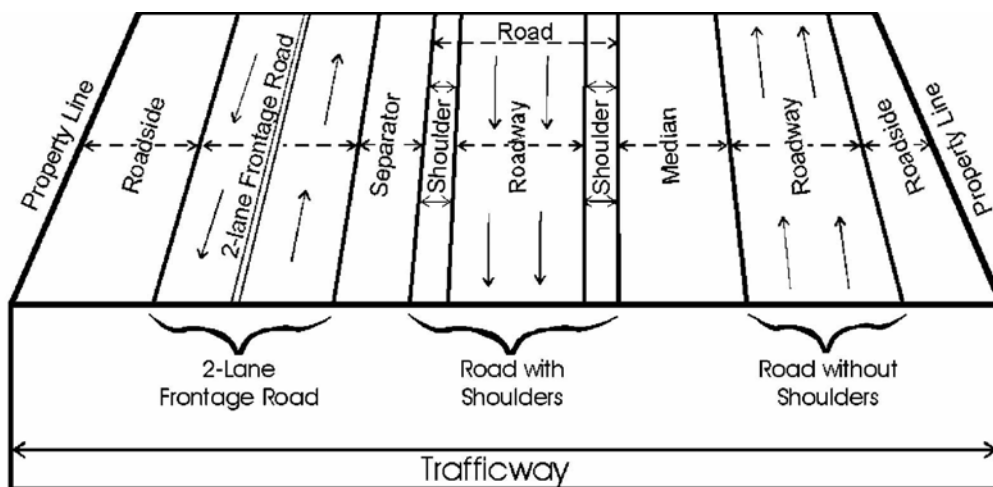 Road
Property Line
Roadside
2-lane Frontage Road
Separator
Shoulder
Roadway
Shoulder
Median
Roadway
Roadside
Property Line
2-Lane
Frontage Road
Road with
Shoulders
Road without
Shoulders
Trafficway